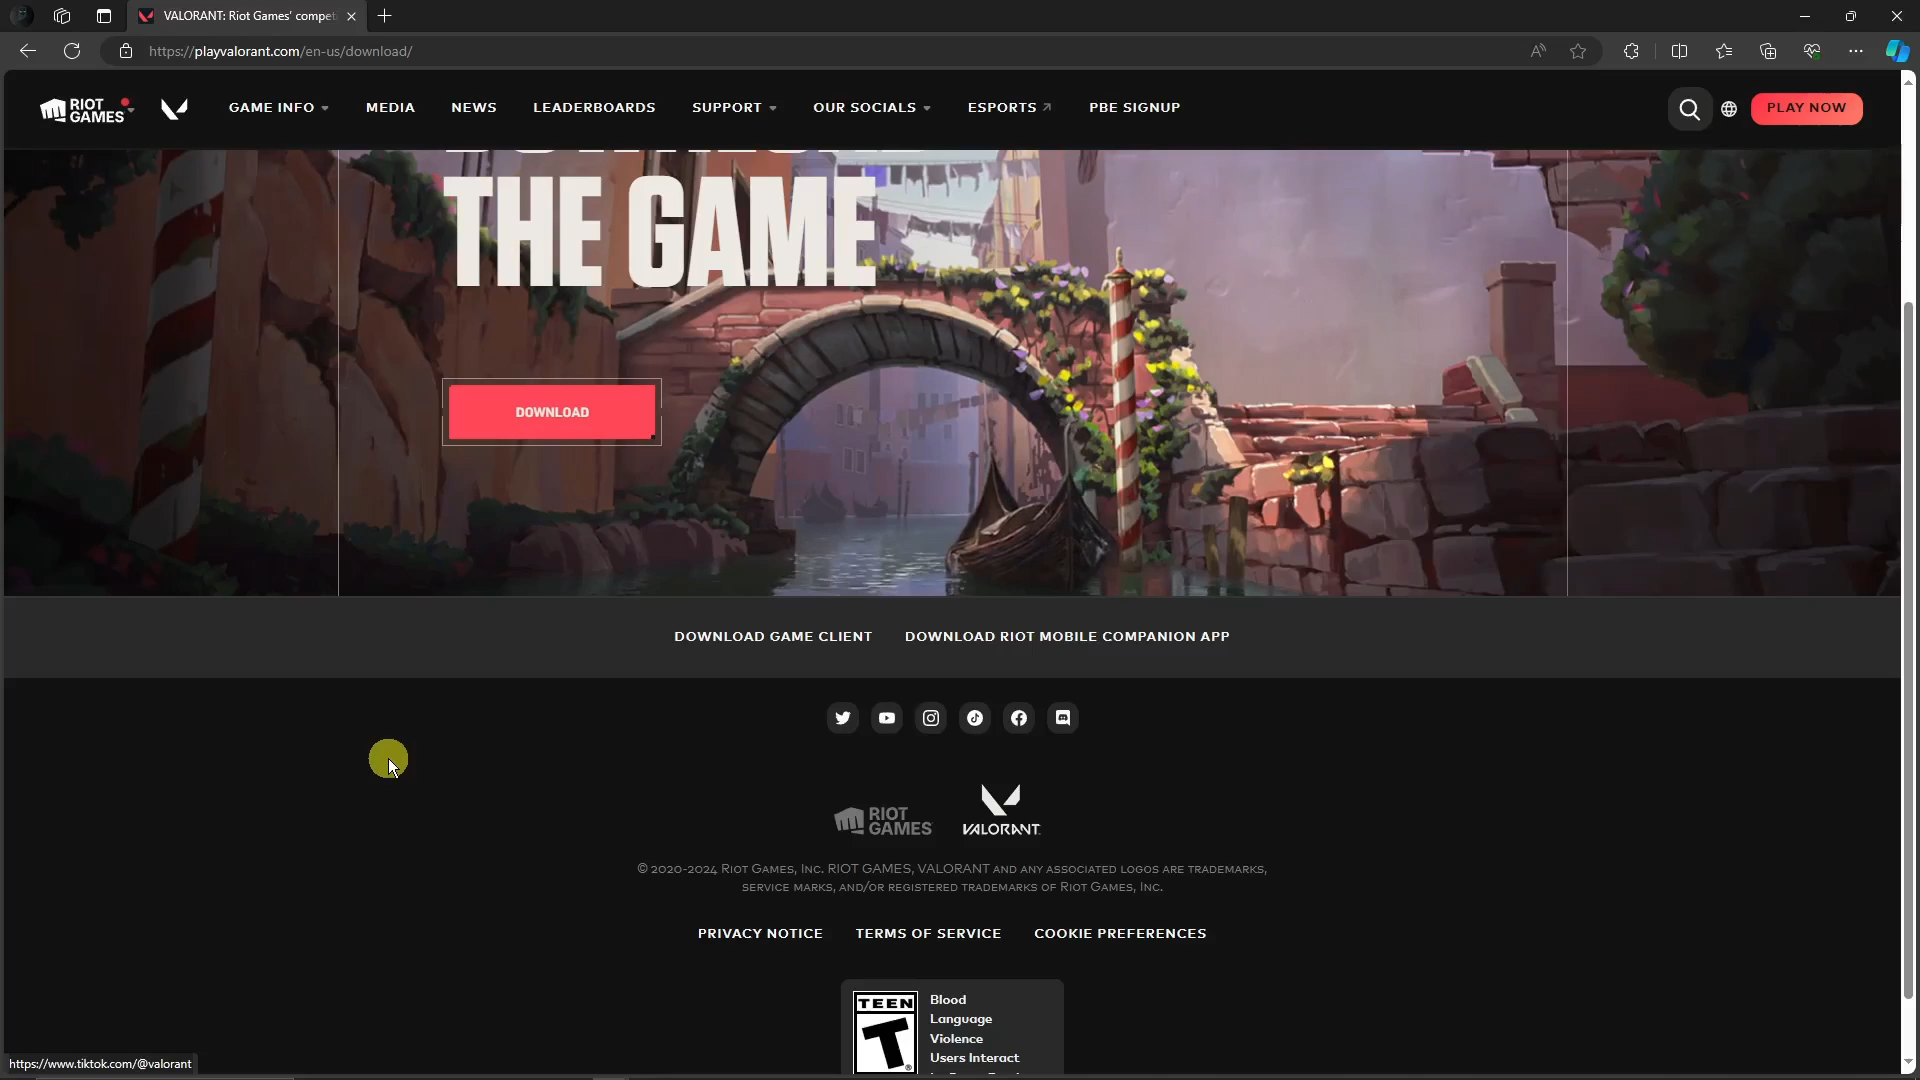 VALORANT: Riot Games' compet
https://playvalorant.com/en-us/download/
RIOT GAMES
GAME INFO
MEDIA
NEWS
LEADERBOARDS
SUPPORT
OUR SOCIALS
ESPORTS
PBE SIGNUP
PLAY NOW
THE GAME
DOWNLOAD
DOWNLOAD GAME CLIENT
DOWNLOAD RIOT MOBILE COMPANION APP
RIOT GAMES
VALORANT
© 2020-2024 RIOT GAMES, INC. RIOT GAMES, VALORANT AND ANY ASSOCIATED LOGOS ARE TRADEMARKS,
SERVICE MARKS, AND/OR REGISTERED TRADEMARKS OF RIOT GAMES, INC.
PRIVACY NOTICE
TERMS OF SERVICE
COOKIE PREFERENCES
TEEN
T
Blood
Language
Violence
Users Interact
https://www.tiktok.com/@valorant